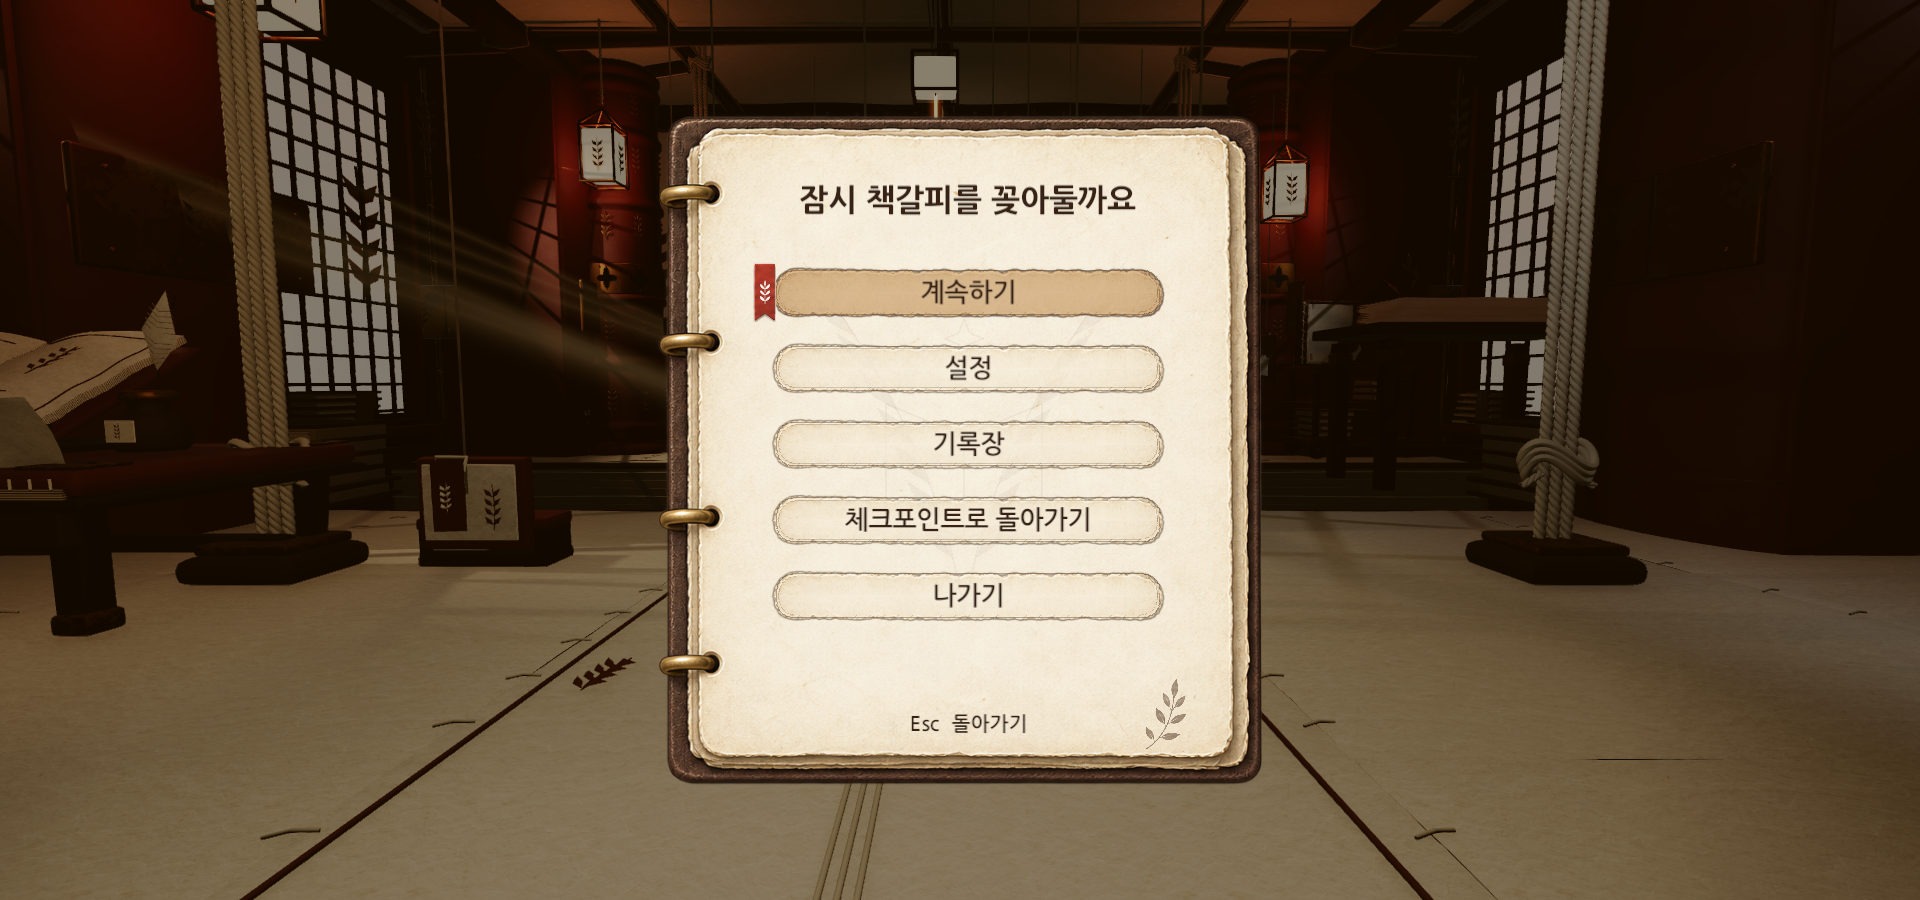 잠시 책갈피를 꽂아둘까요
계속하기
설정
기록장
체크포인트로 돌아가기
나가기
Esc 돌아가기